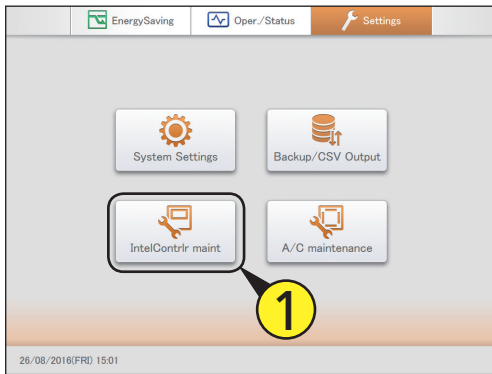 EnergySaving Oper./Status Settings
System Settings Backup/CSV Output
IntelContrlr maint A/C maintenance
1
26/08/2016(FRI) 15:01